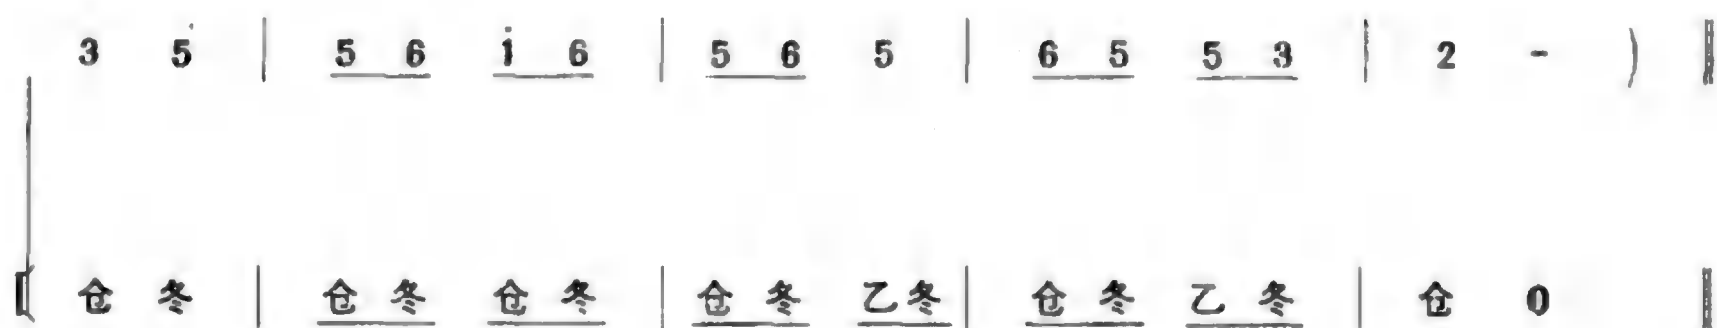 3 5 | 5 6 i 6 | 5 6 5 | 6 5 5 3 | 2 - ) ‖
仓 冬 | 仓 冬 仓 冬 | 仓 冬 乙 冬 | 仓 冬 乙 冬 | 仓 0 ‖